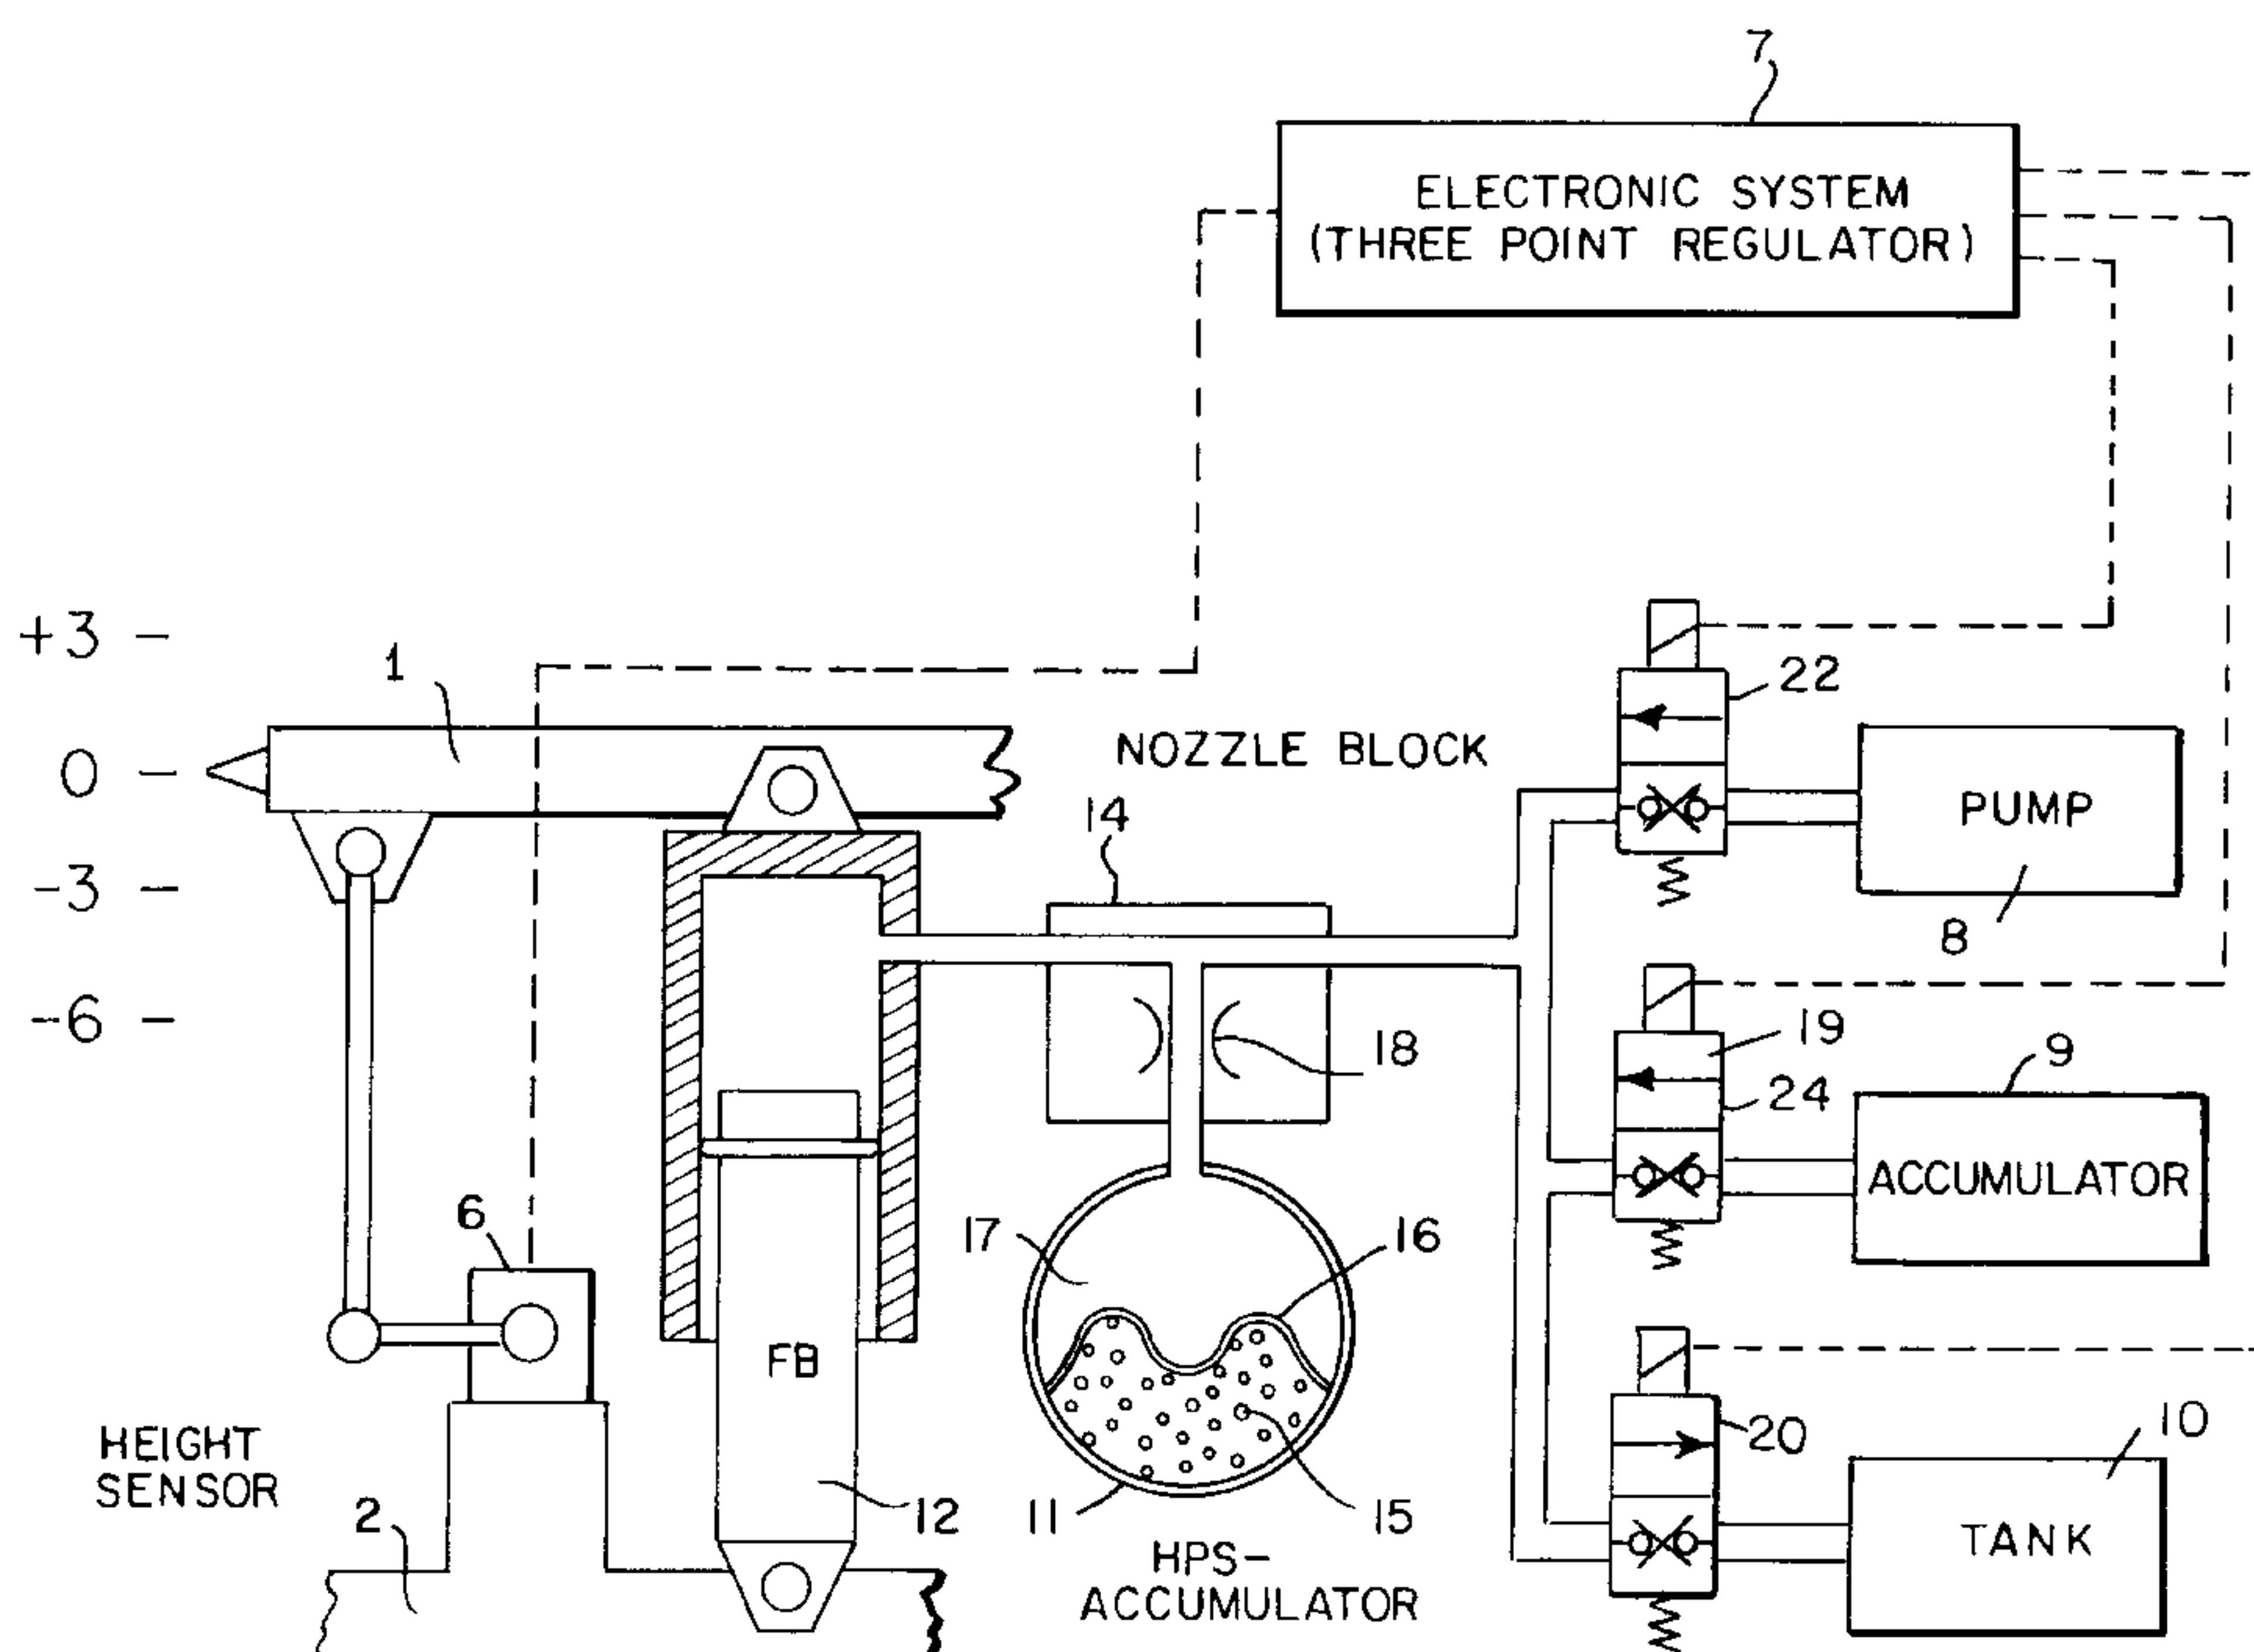 7
ELECTRONIC SYSTEM
(THREE POINT REGULATOR)
+3 -
1
22
0 -
NOZZLE BLOCK
14
PUMP
-3 -
8
-6 -
18
19
9
24
ACCUMULATOR
6
17
16
FB
20
10
HEIGHT
SENSOR
2
12
11
15
TANK
HPS-
ACCUMULATOR